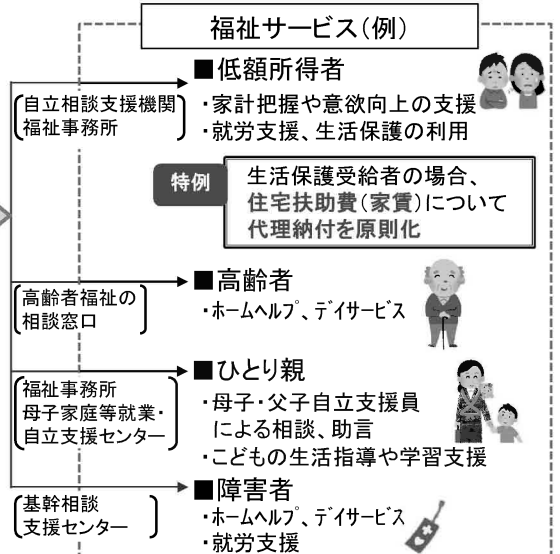 福祉サービス（例）
■低額所得者
［自立相談支援機関
福祉事務所］
・家計把握や意欲向上の支援
・就労支援、生活保護の利用
特例
生活保護受給者の場合、
住宅扶助費（家賃）について
代理納付を原則化
■高齢者
［高齢者福祉の
相談窓口］
・ホームヘルプ、デイサービス
■ひとり親
［福祉事務所
母子家庭等就業・
自立支援センター］
・母子・父子自立支援員
による相談、助言
・こどもの生活指導や学習支援
■障害者
［基幹相談
支援センター］
・ホームヘルプ、デイサービス
・就労支援